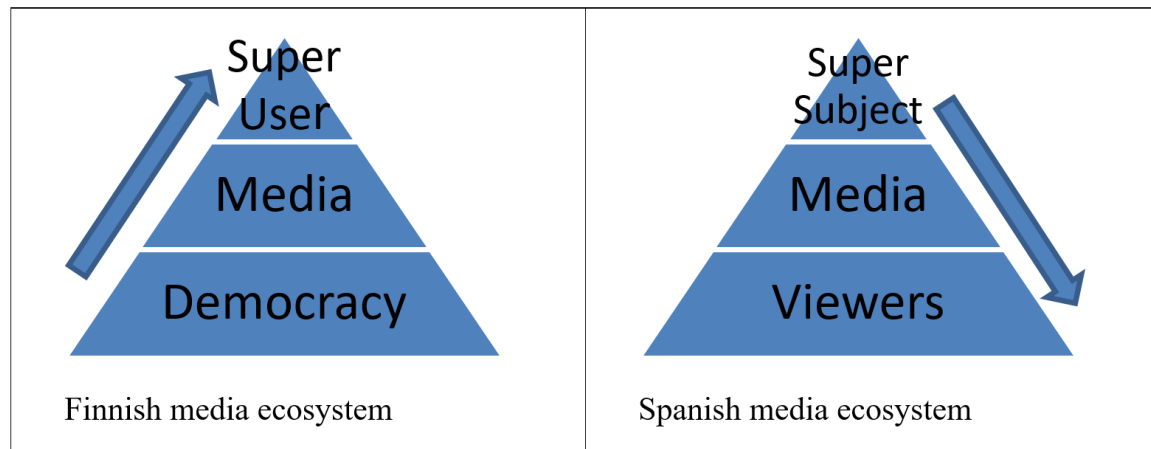 Super
User
Media
Democracy
Finnish media ecosystem
Super
Subject
Media
Viewers
Spanish media ecosystem